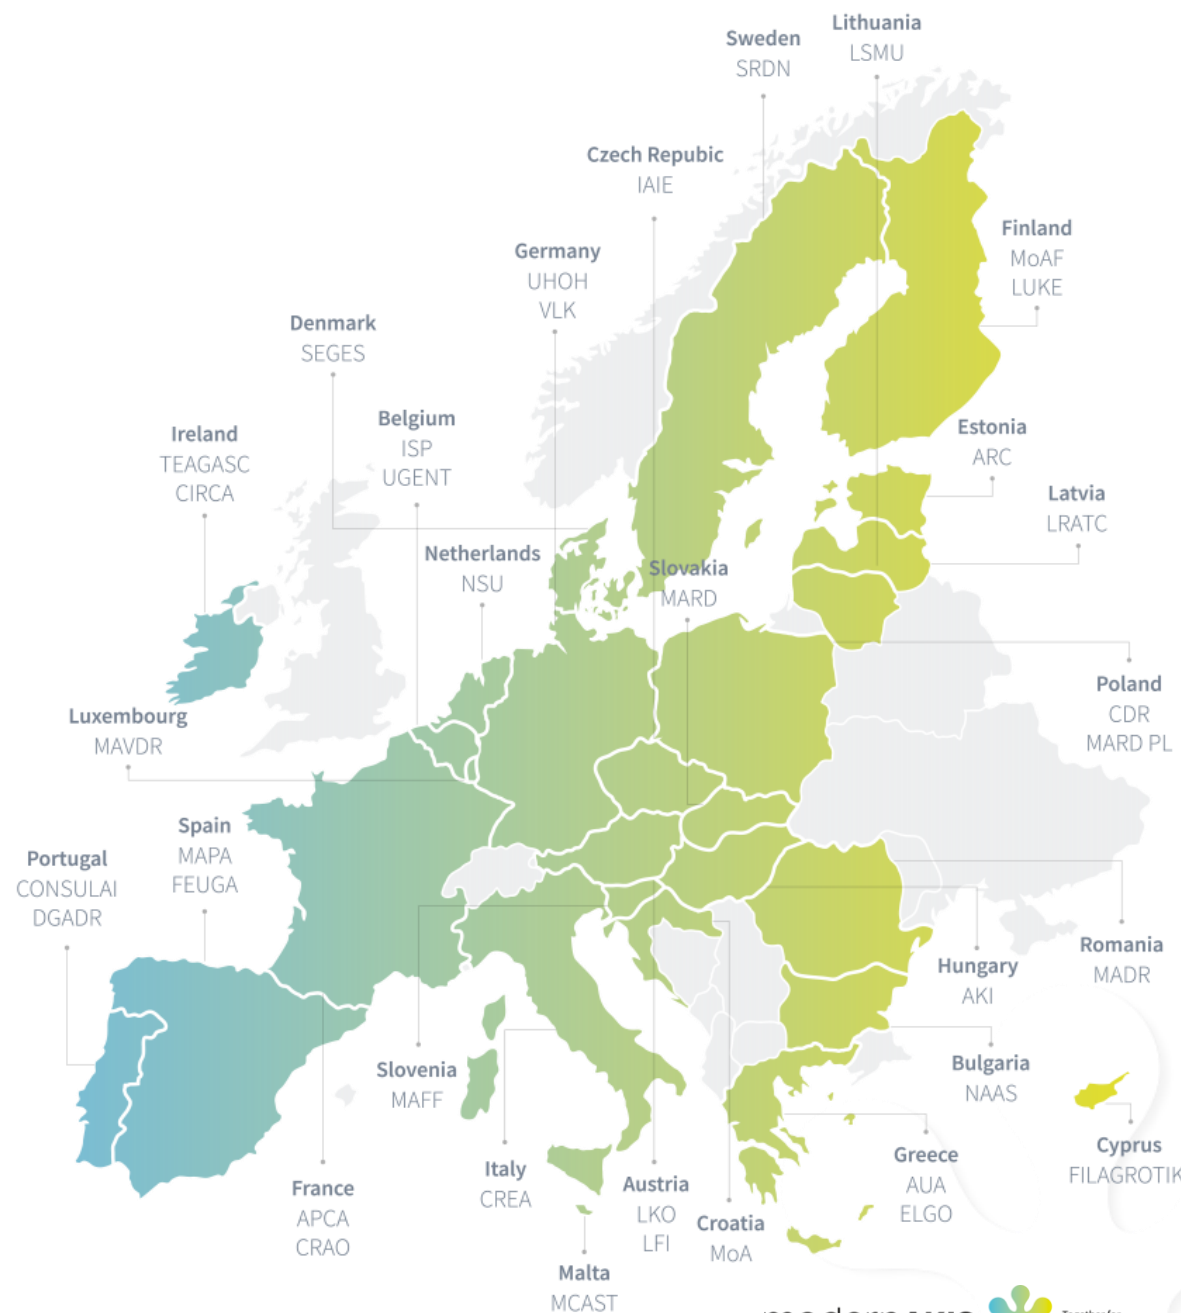 Lithuania
LSMU
Sweden
SRDN
Czech Repubic
IAIE
Finland
MoAF
LUKE
Germany
UHOH
VLK
Denmark
SEGES
Belgium
ISP
UGENT
Ireland
TEAGASC
CIRCA
Estonia
ARC
Latvia
LRATC
Netherlands
NSU
Slovakia
MARD
Poland
CDR
MARD PL
Luxembourg
MAVDR
Spain
MAPA
FEUGA
Portugal
CONSULAI
DGADR
Romania
MADR
Hungary
AKI
Slovenia
MAFF
Bulgaria
NAAS
Cyprus
FILAGROTIK
Greece
AUA
ELGO
Italy
CREA
Austria
LKO
LFI
France
APCA
CRAO
Croatia
MoA
Malta
MCAST